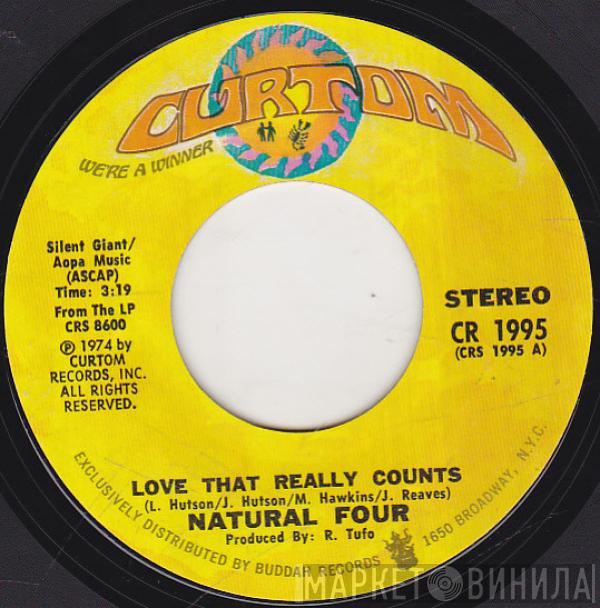 CURTOM
WE'RE A WINNER
Silent Giant/
Aopa Music
(ASCAP)
Time: 3:19
From The LP
CRS 8600
℗ 1974 by
CURTOM
RECORDS, INC.
ALL RIGHTS
RESERVED.
STEREO
CR 1995
(CRS 1995 A)
LOVE THAT REALLY COUNTS
(L. Hutson/J. Hutson/M. Hawkins/J. Reaves)
NATURAL FOUR
Produced By: R. Tufo
EXCLUSIVELY DISTRIBUTED BY BUDDAH RECORDS 1650 BROADWAY, N.Y.C.
МАРКЕТ ВИНИЛА